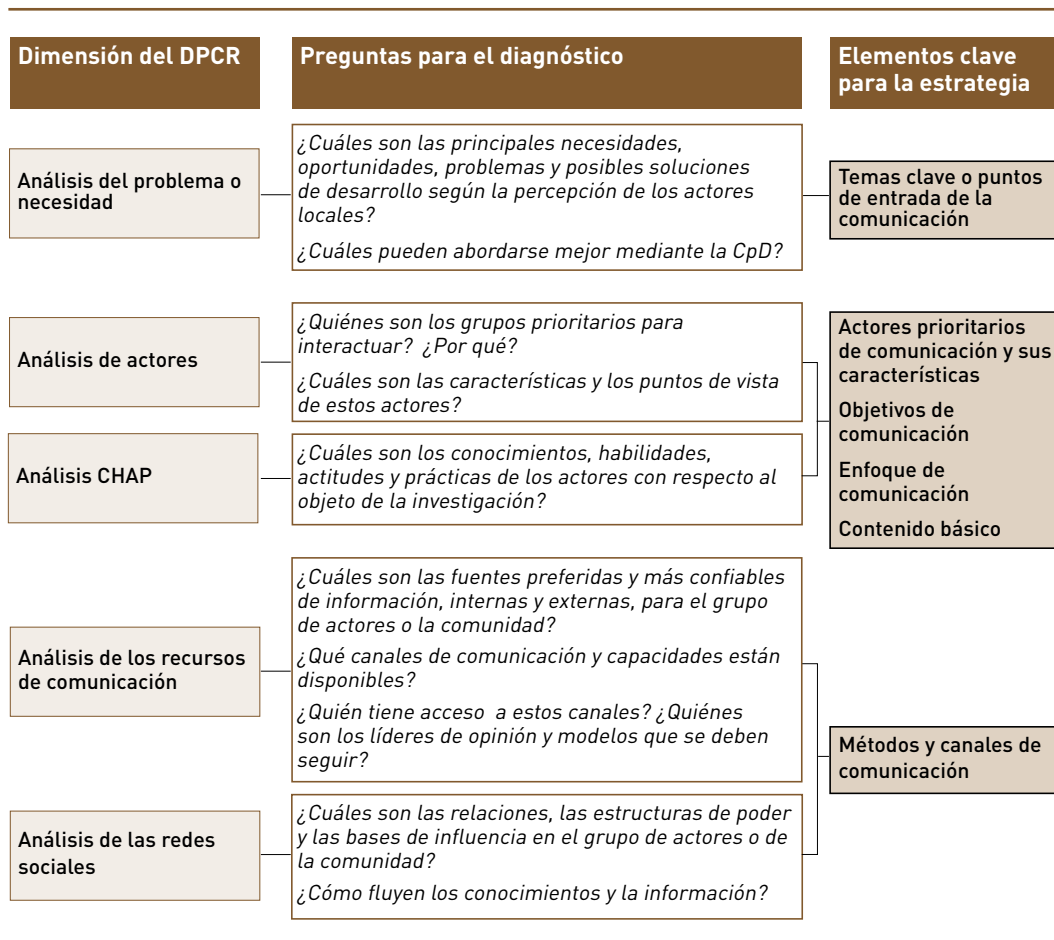 Dimensión del DPCR
Preguntas para el diagnóstico
Elementos clave
para la estrategia
Análisis del problema o
necesidad
¿Cuáles son las principales necesidades,
oportunidades, problemas y posibles soluciones
de desarrollo según la percepción de los actores
locales?
¿Cuáles pueden abordarse mejor mediante la CpD?
Temas clave o puntos
de entrada de la
comunicación
Análisis de actores
¿Quiénes son los grupos prioritarios para
interactuar? ¿Por qué?
¿Cuáles son las características y los puntos de vista
de estos actores?
Análisis CHAP
¿Cuáles son los conocimientos, habilidades,
actitudes y prácticas de los actores con respecto al
objeto de la investigación?
Actores prioritarios
de comunicación y sus
características
Objetivos de
comunicación
Enfoque de
comunicación
Contenido básico
Análisis de los recursos
de comunicación
¿Cuáles son las fuentes preferidas y más confiables
de información, internas y externas, para el grupo
de actores o la comunidad?
¿Qué canales de comunicación y capacidades están
disponibles?
¿Quién tiene acceso a estos canales? ¿Quiénes
son los líderes de opinión y modelos que se deben
seguir?
Análisis de las redes
sociales
¿Cuáles son las relaciones, las estructuras de poder
y las bases de influencia en el grupo de actores o de
la comunidad?
¿Cómo fluyen los conocimientos y la información?
Métodos y canales de
comunicación